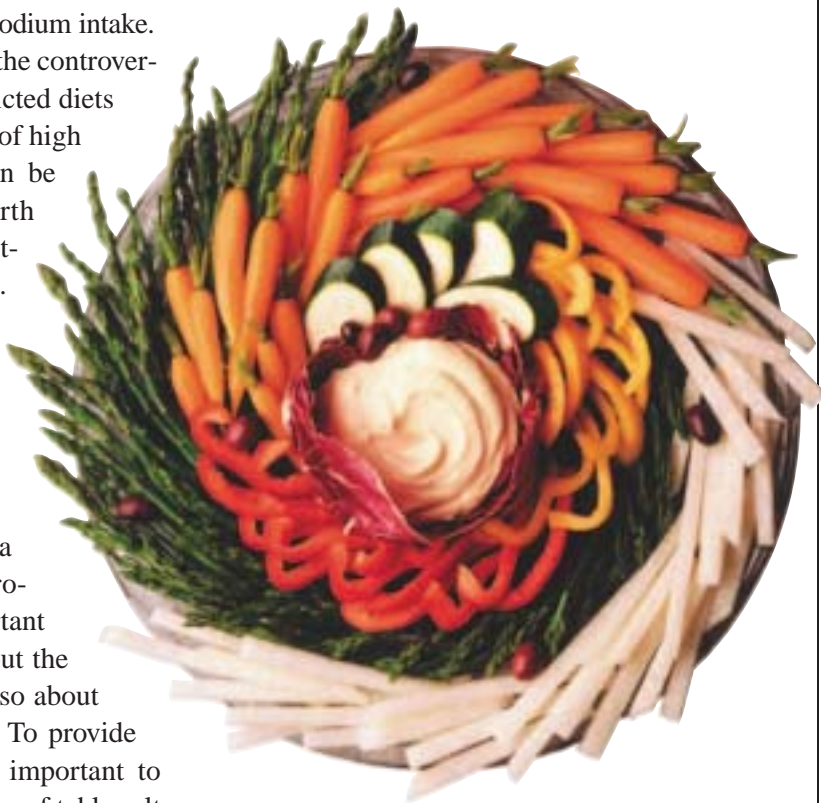 odium intake.
the controver-
icted diets
of high
n be
rth
t-
.
a
ro-
tant
ut the
so about
To provide
important to
of table salt